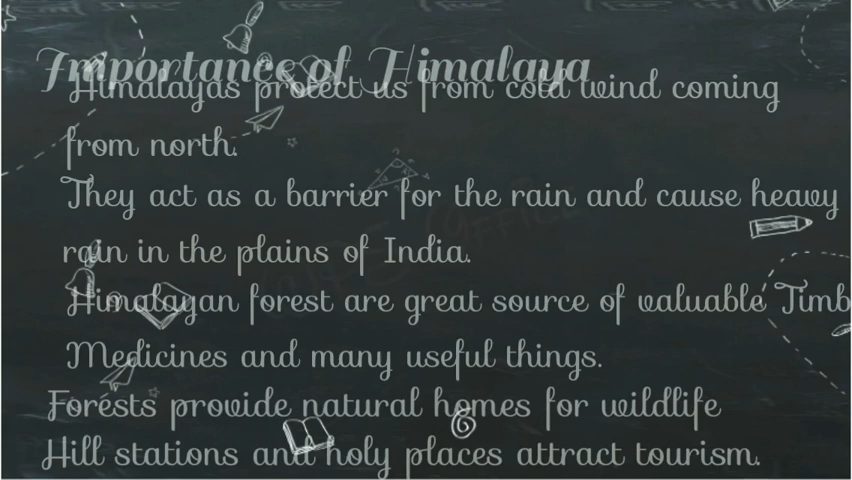 Importance of Himalaya
Himalayas protect us from cold wind coming
from north.
They act as a barrier for the rain and cause heavy
rain in the plains of India.
Himalayan forest are great source of valuable Timb
Medicines and many useful things.
Forests provide natural homes for wildlife
Hill stations and holy places attract tourism.